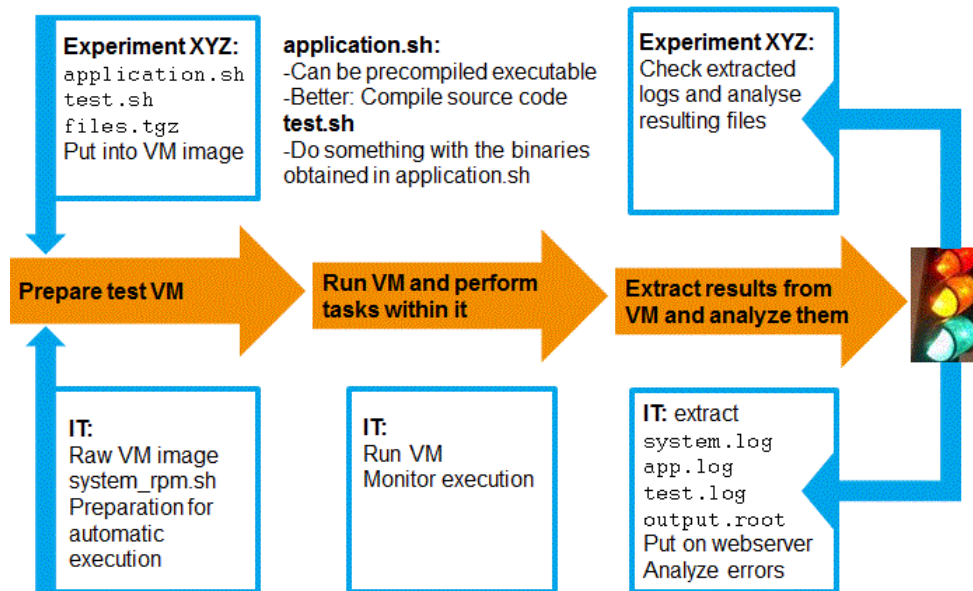 Experiment XYZ:
application.sh
test.sh
files.tgz
Put into VM image
application.sh:
-Can be precompiled executable
-Better: Compile source code
test.sh
-Do something with the binaries
obtained in application.sh
Experiment XYZ:
Check extracted
logs and analyse
resulting files
Prepare test VM
Run VM and perform
tasks within it
Extract results from
VM and analyze them
IT:
Raw VM image
system_rpm.sh
Preparation for
automatic
execution
IT:
Run VM
Monitor execution
IT: extract
system.log
app.log
test.log
output.root
Put on webserver
Analyze errors